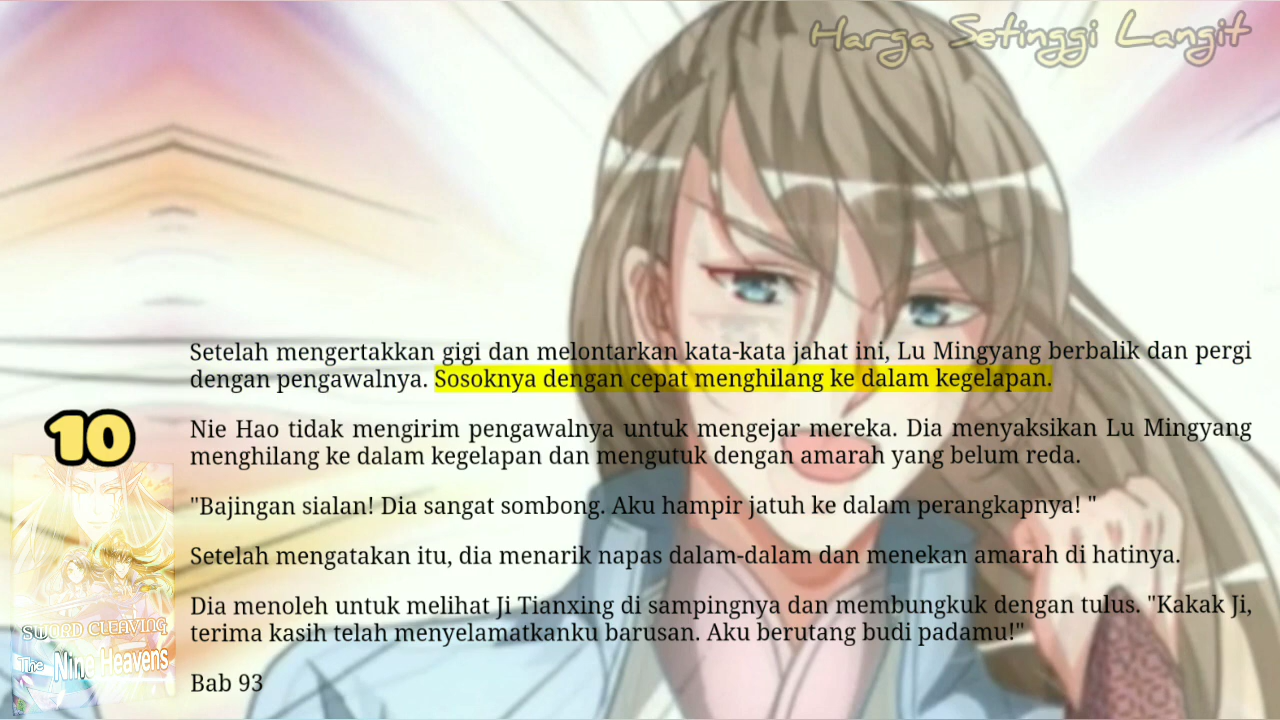 Harga Setinggi Langit
Setelah mengertakkan gigi dan melontarkan kata-kata jahat ini, Lu Mingyang berbalik dan pergi
dengan pengawalnya. Sosoknya dengan cepat menghilang ke dalam kegelapan.
10
Nie Hao tidak mengirim pengawalnya untuk mengejar mereka. Dia menyaksikan Lu Mingyang
menghilang ke dalam kegelapan dan mengutuk dengan amarah yang belum reda.
"Bajingan sialan! Dia sangat sombong. Aku hampir jatuh ke dalam perangkapnya! "
Setelah mengatakan itu, dia menarik napas dalam-dalam dan menekan amarah di hatinya.
Dia menoleh untuk melihat Ji Tianxing di sampingnya dan membungkuk dengan tulus. "Kakak Ji,
terima kasih telah menyelamatkanku barusan. Aku berutang budi padamu!"
SWORD CLEAVING
The Nine Heavens
Bab 93